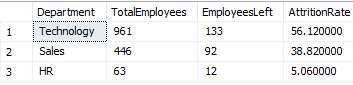 Department TotalEmployees EmployeesLeft AttritionRate
1 Technology 961 133 56.120000
2 Sales 446 92 38.820000
3 HR 63 12 5.060000